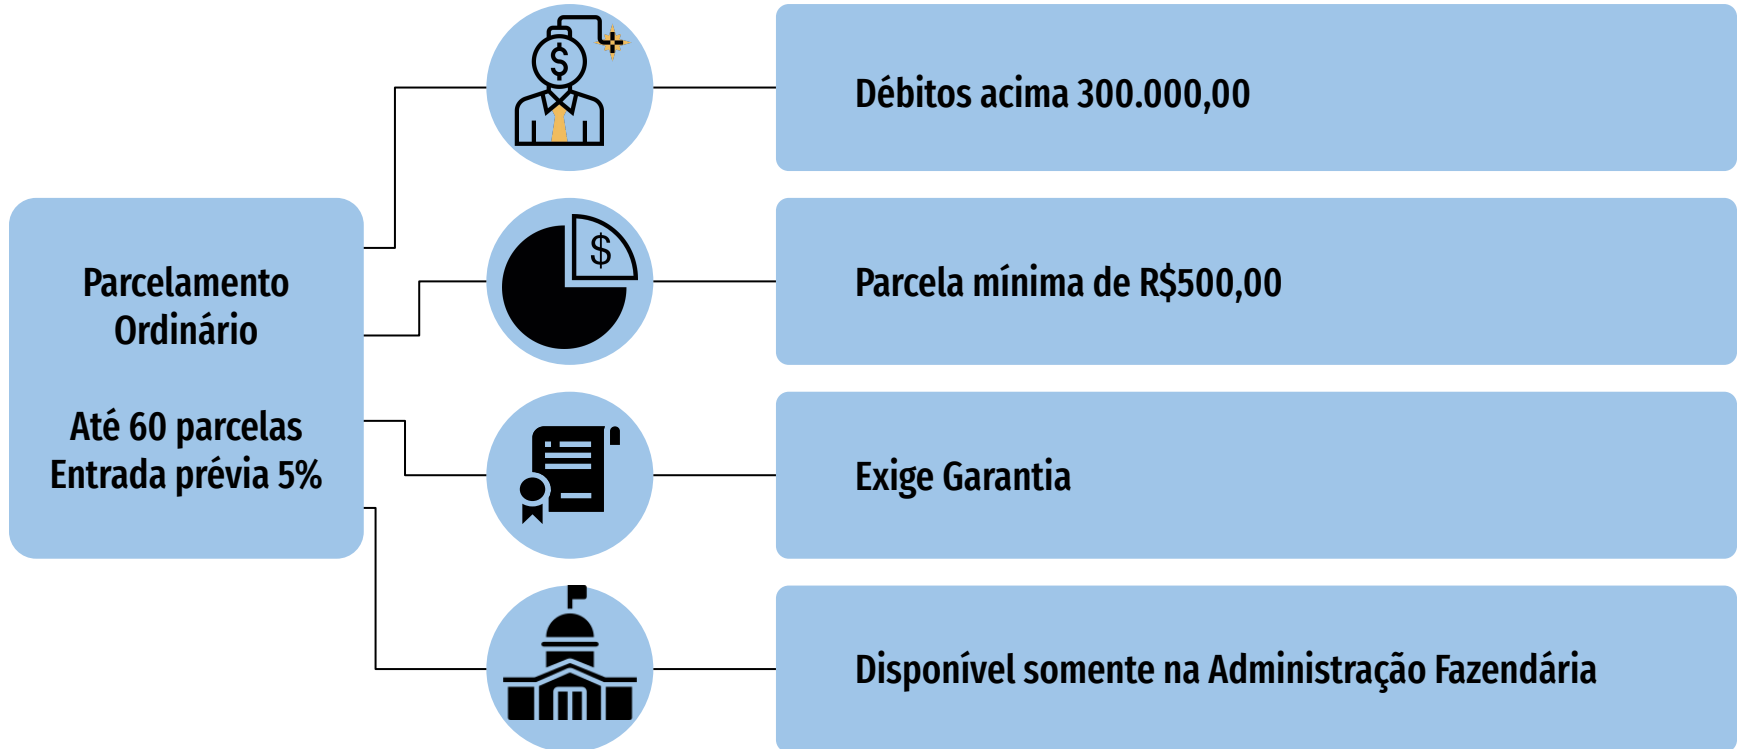 Parcelamento
Ordinário
Até 60 parcelas
Entrada prévia 5%
$
Débitos acima 300.000,00
$
Parcela mínima de R$500,00
Exige Garantia
Disponível somente na Administração Fazendária